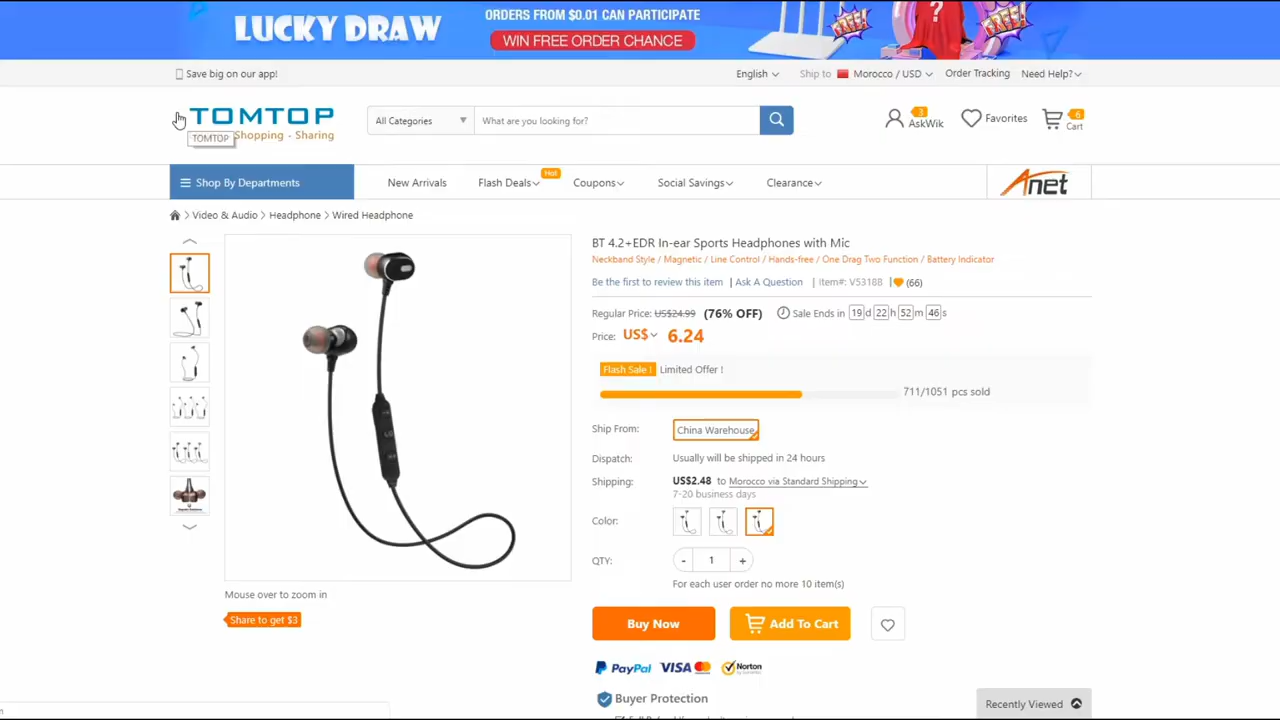 LUCKY DRAW
ORDERS FROM $0.01 CAN PARTICIPATE
WIN FREE ORDER CHANCE
FREE!
?
FREE!
Save big on our app!
English
Ship to Morocco / USD
Order Tracking
Need Help?
TOMTOP
Shopping - Sharing
TOMTOP
All Categories
What are you looking for?
3
AskWik
Favorites
6
Cart
Shop By Departments
New Arrivals
Flash Deals
Hot
Coupons
Social Savings
Clearance
Anet
> Video & Audio > Headphone > Wired Headphone
BT 4.2+EDR In-ear Sports Headphones with Mic
Neckband Style / Magnetic / Line Control / Hands-free / One Drag Two Function / Battery Indicator
Be the first to review this item | Ask A Question | Item#: V5318B | (66)
Regular Price: US$24.99 (76% OFF) Sale Ends in 19 d 22 h 52 m 46 s
Price: US$ 6.24
Flash Sale ! Limited Offer !
711/1051 pcs sold
Ship From: China Warehouse
Dispatch: Usually will be shipped in 24 hours
Shipping: US$2.48 to Morocco via Standard Shipping
7-20 business days
Color:
QTY: - 1 +
For each user order no more 10 item(s)
Mouse over to zoom in
Share to get $3
Buy Now
Add To Cart
PayPal VISA Norton
Buyer Protection
Recently Viewed